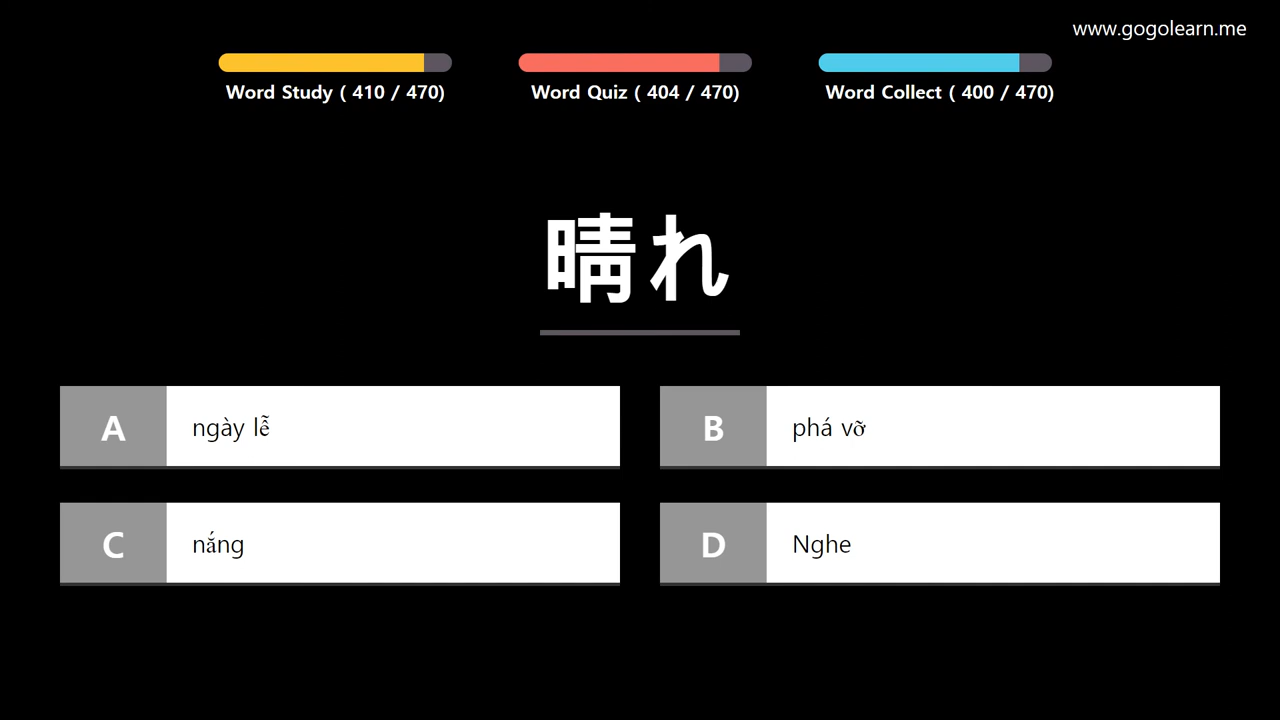 www.gogolearn.me
Word Study ( 410 / 470)
Word Quiz ( 404 / 470)
Word Collect ( 400 / 470)
晴れ
A ngày lễ
B phá vỡ
C nắng
D Nghe